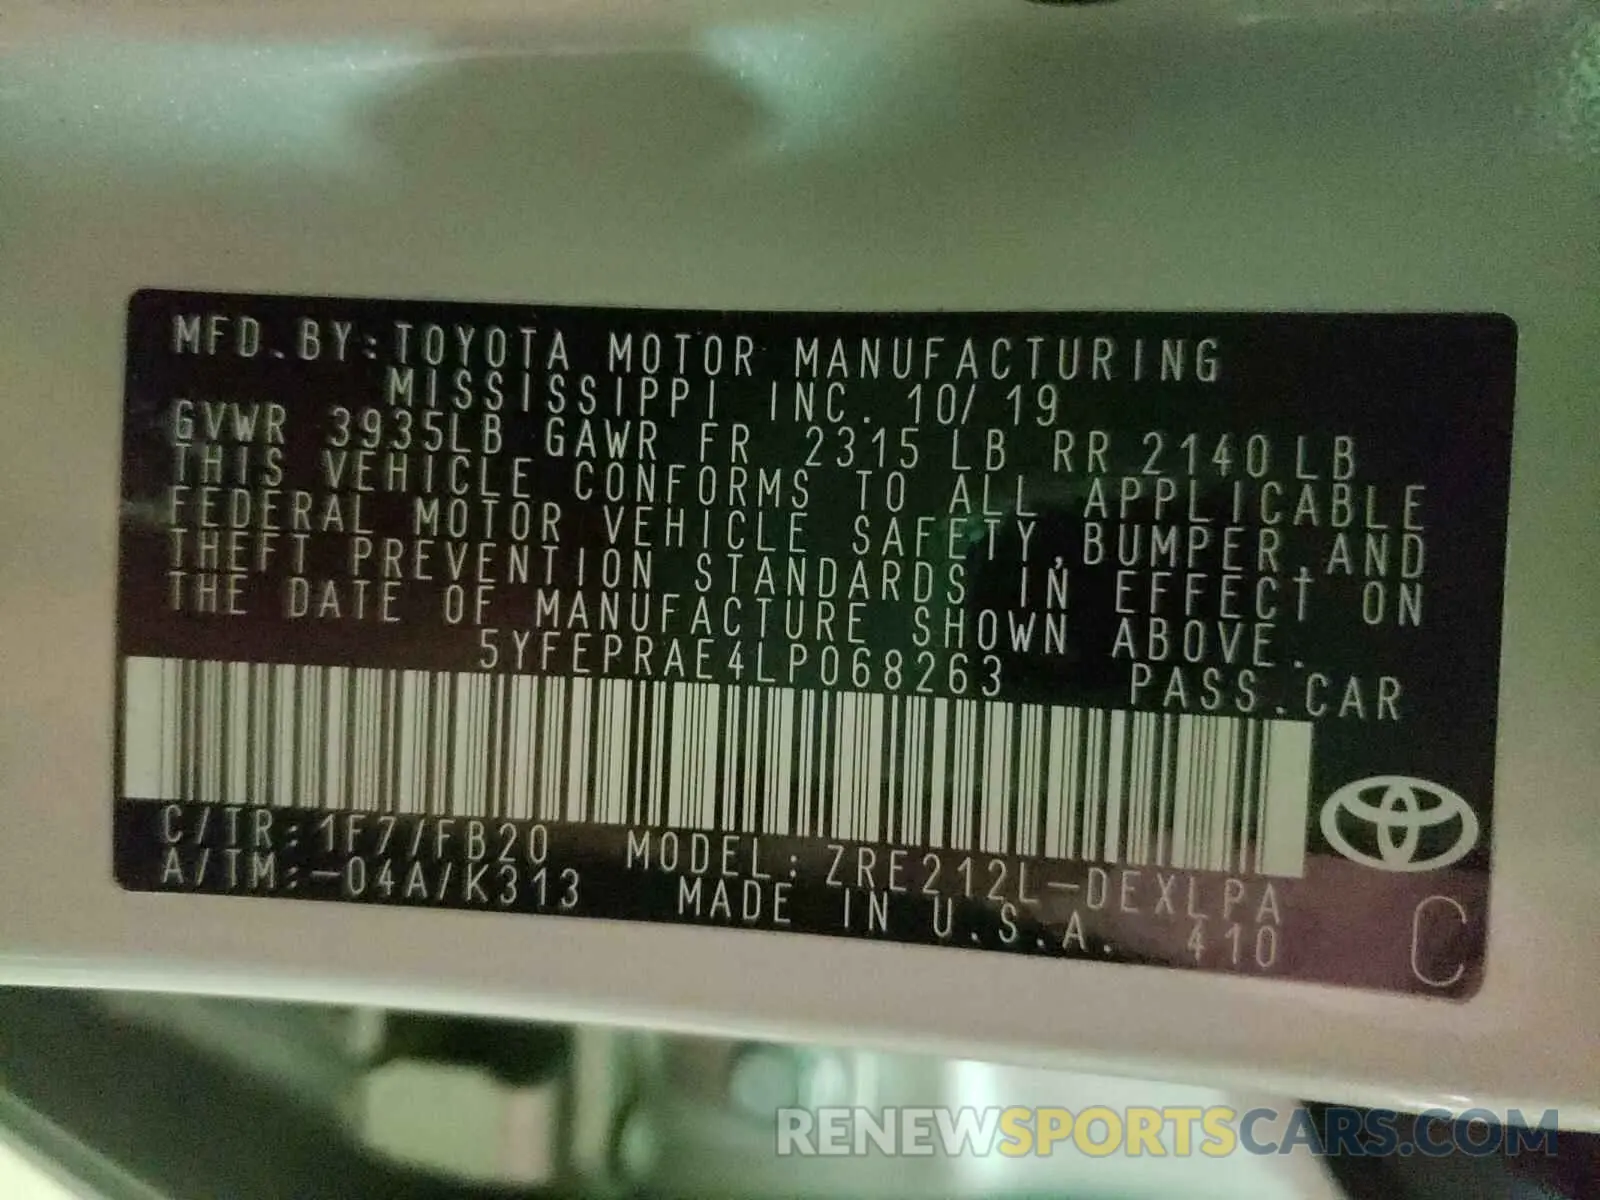 MFD.BY:TOYOTA MOTOR MANUFACTURING
MISSISSIPPI INC. 10/19
GVWR 3935LB GAWR FR 2315LB RR 2140LB
THIS VEHICLE CONFORMS TO ALL APPLICABLE
FEDERAL MOTOR VEHICLE SAFETY,BUMPER,AND
THEFT PREVENTION STANDARDS IN EFFECT ON
THE DATE OF MANUFACTURE SHOWN ABOVE.
5YFEPRAE4LP068263 PASS.CAR
C/TR:1F7/FB20 MODEL:ZRE212L-DEXLPA
A/TM:-04A/K313 MADE IN U.S.A. 410
C
RENEWSPORTSCARS.COM